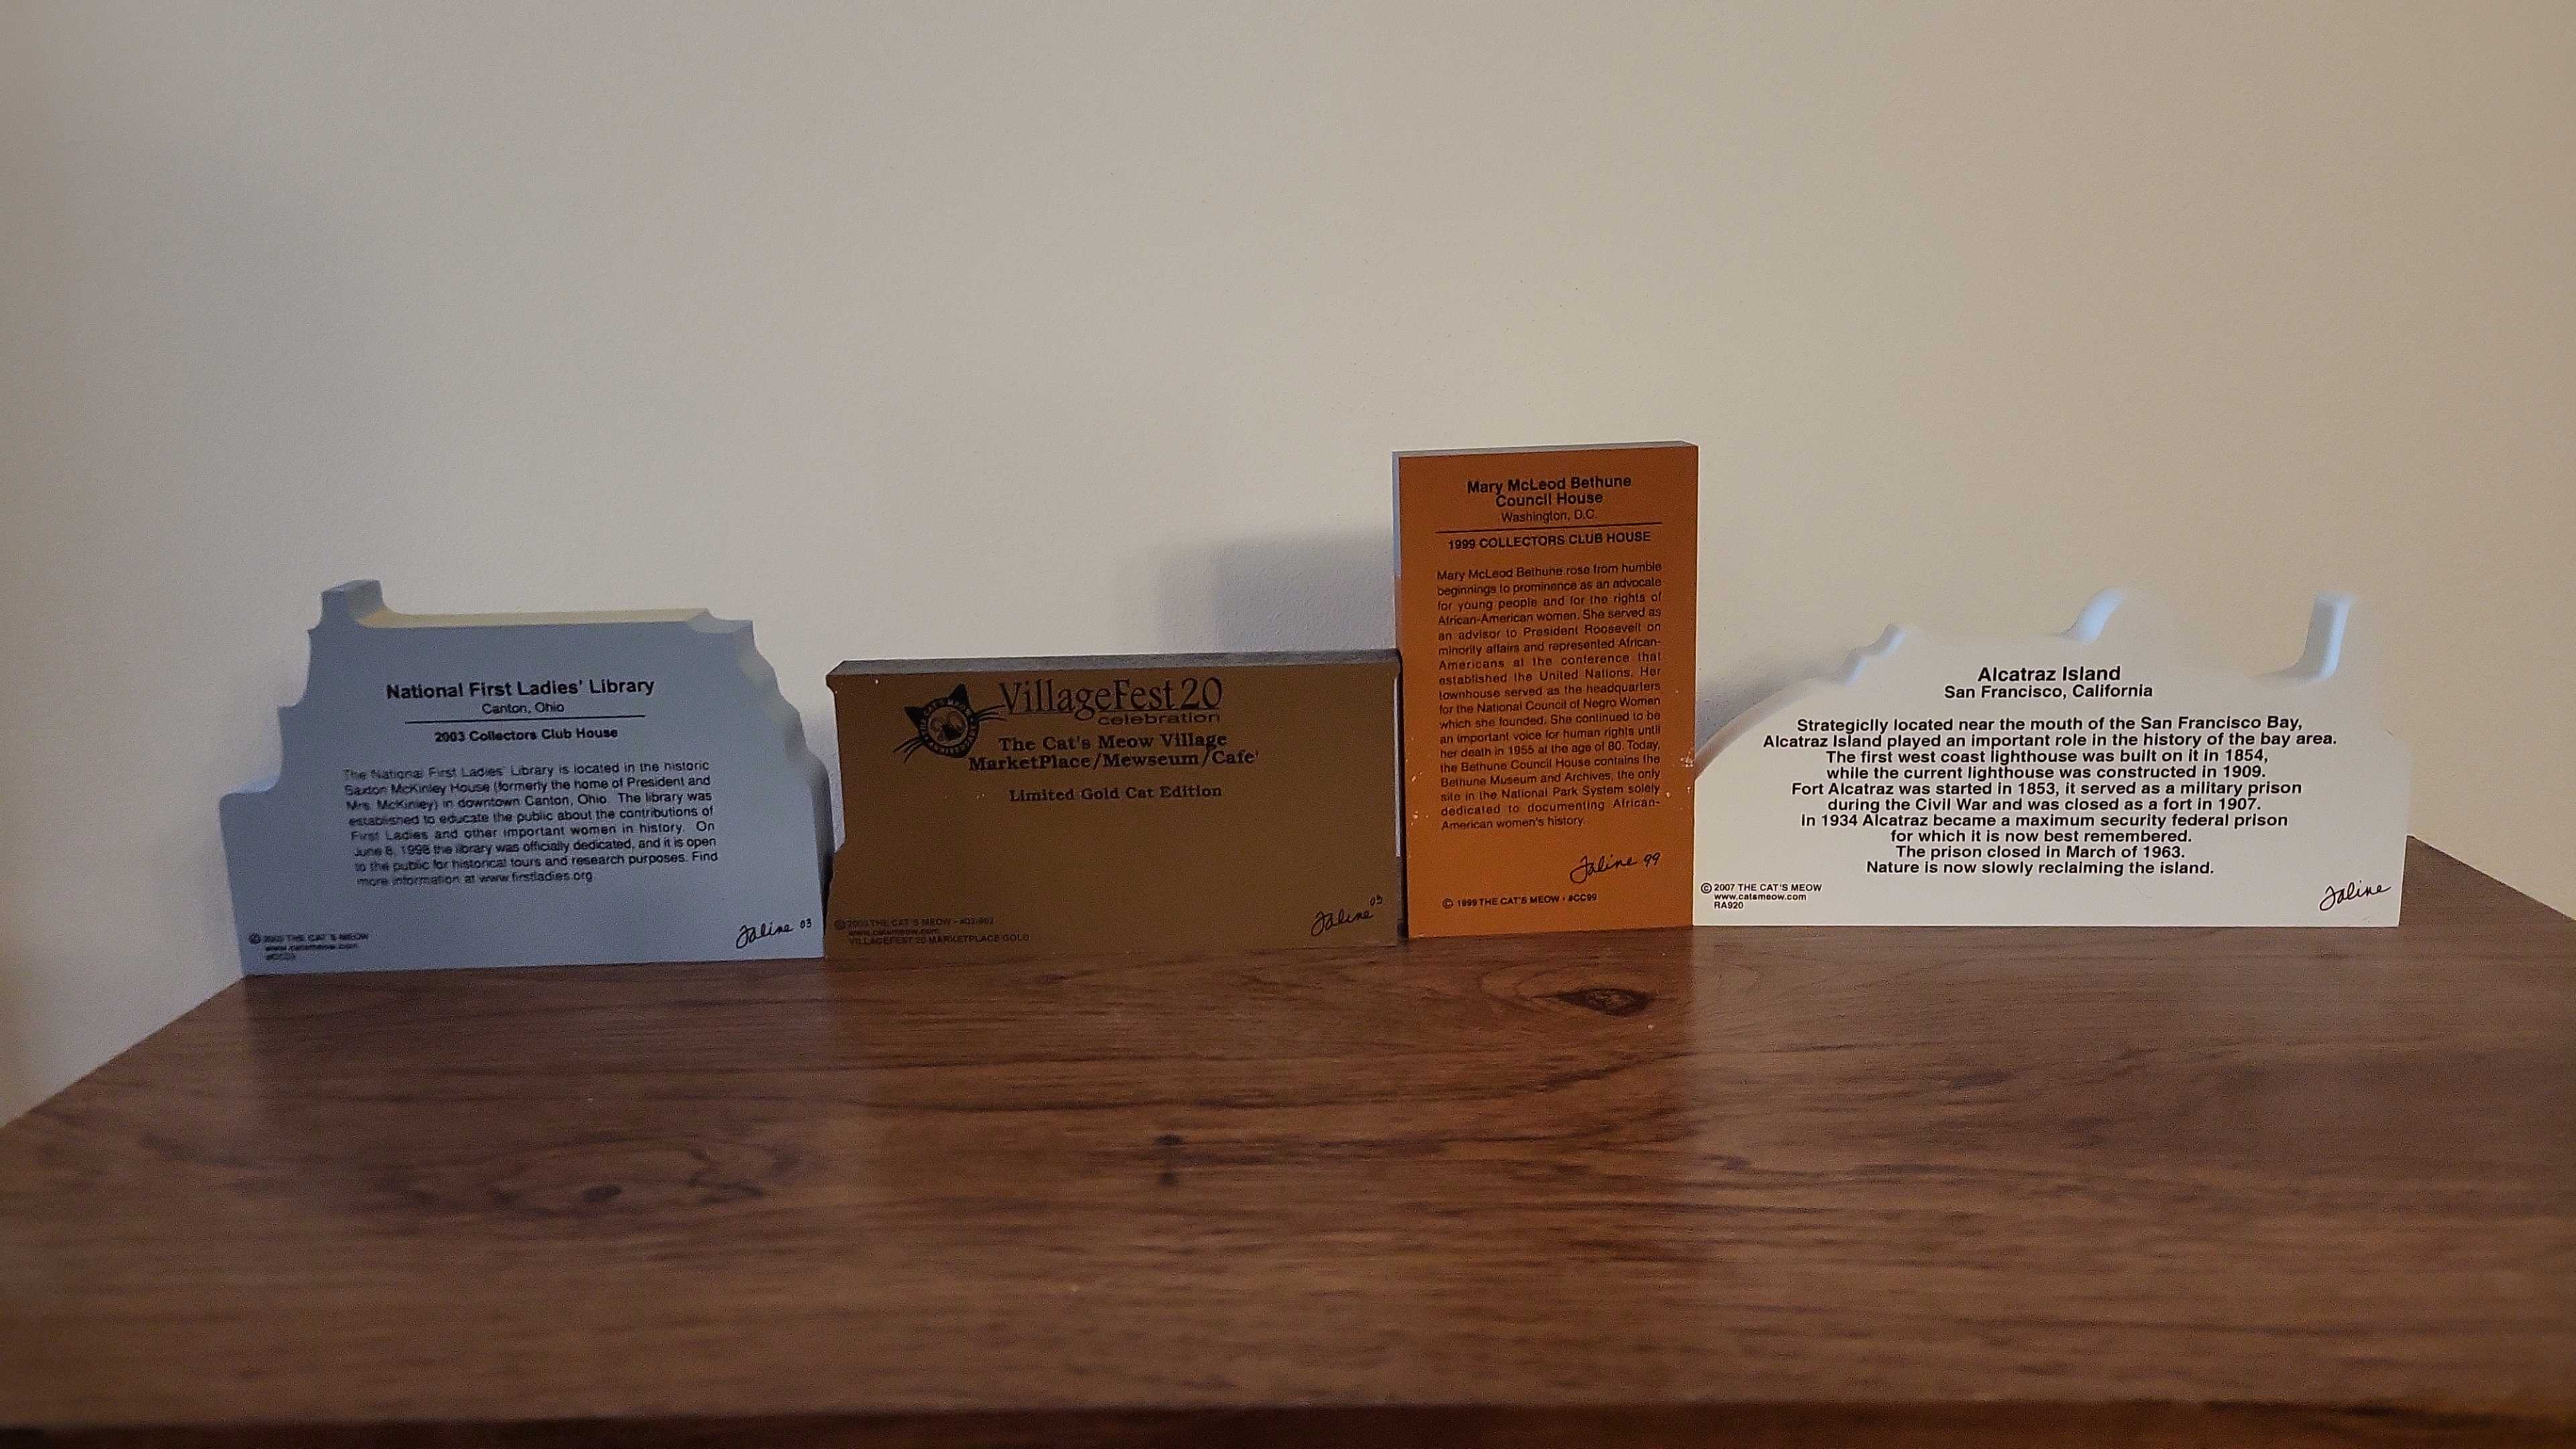 National First Ladies' Library
Canton, Ohio
2003 Collectors Club House
The National First Ladies' Library is located in the historic
Saxton McKinley House (formerly the home of President and
Mrs. McKinley) in downtown Canton, Ohio. The library was
established to educate the public about the contributions of
First Ladies and other important women in history. On
June 8, 1998 the library was officially dedicated, and it is open
to the public for historical tours and research purposes. Find
more information at www.firstladies.org
© 2003 THE CAT'S MEOW
www.catsmeow.com
Jaline 03
VillageFest 20
celebration
The Cat's Meow Village
MarketPlace/Mewseum/Cafe'
Limited Gold Cat Edition
© 2003 THE CAT'S MEOW
www.catsmeow.com
VILLAGEFEST 20 MARKETPLACE GOLD
Jaline 03
Mary McLeod Bethune
Council House
Washington, D.C.
1999 COLLECTORS CLUB HOUSE
Mary McLeod Bethune rose from humble
beginnings to prominence as an advocate
for young people and for the rights of
African-American women. She served as
an advisor to President Roosevelt on
minority affairs and represented African-
Americans at the conference that
established the United Nations. Her
townhouse served as the headquarters
for the National Council of Negro Women
which she founded. She continued to be
an important voice for human rights until
her death in 1955 at the age of 80. Today,
the Bethune Council House contains the
Bethune Museum and Archives, the only
site in the National Park System solely
dedicated to documenting African-
American women's history.
Jaline 99
© 1999 THE CAT'S MEOW • #CC99
Alcatraz Island
San Francisco, California
Strategiclly located near the mouth of the San Francisco Bay,
Alcatraz Island played an important role in the history of the bay area.
The first west coast lighthouse was built on it in 1854,
while the current lighthouse was constructed in 1909.
Fort Alcatraz was started in 1853, it served as a military prison
during the Civil War and was closed as a fort in 1907.
In 1934 Alcatraz became a maximum security federal prison
for which it is now best remembered.
The prison closed in March of 1963.
Nature is now slowly reclaiming the island.
© 2007 THE CAT'S MEOW
www.catsmeow.com
RA920
Jaline